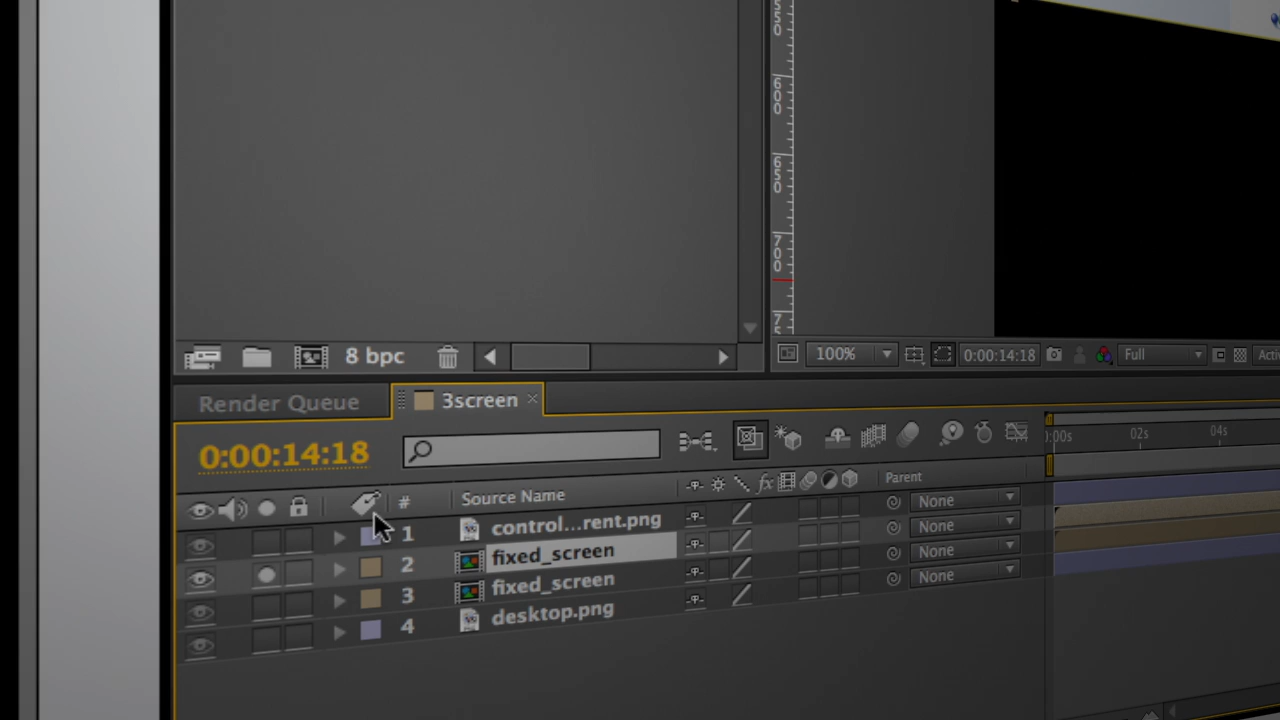 550
600
650
700
75
8 bpc
100%
0:00:14:18
Full
Render Queue
3screen
0:00:14:18
:00s
02s
04s
#
Source Name
fx
Parent
1
control...rent.png
None
2
fixed_screen
None
3
fixed_screen
None
4
desktop.png
None